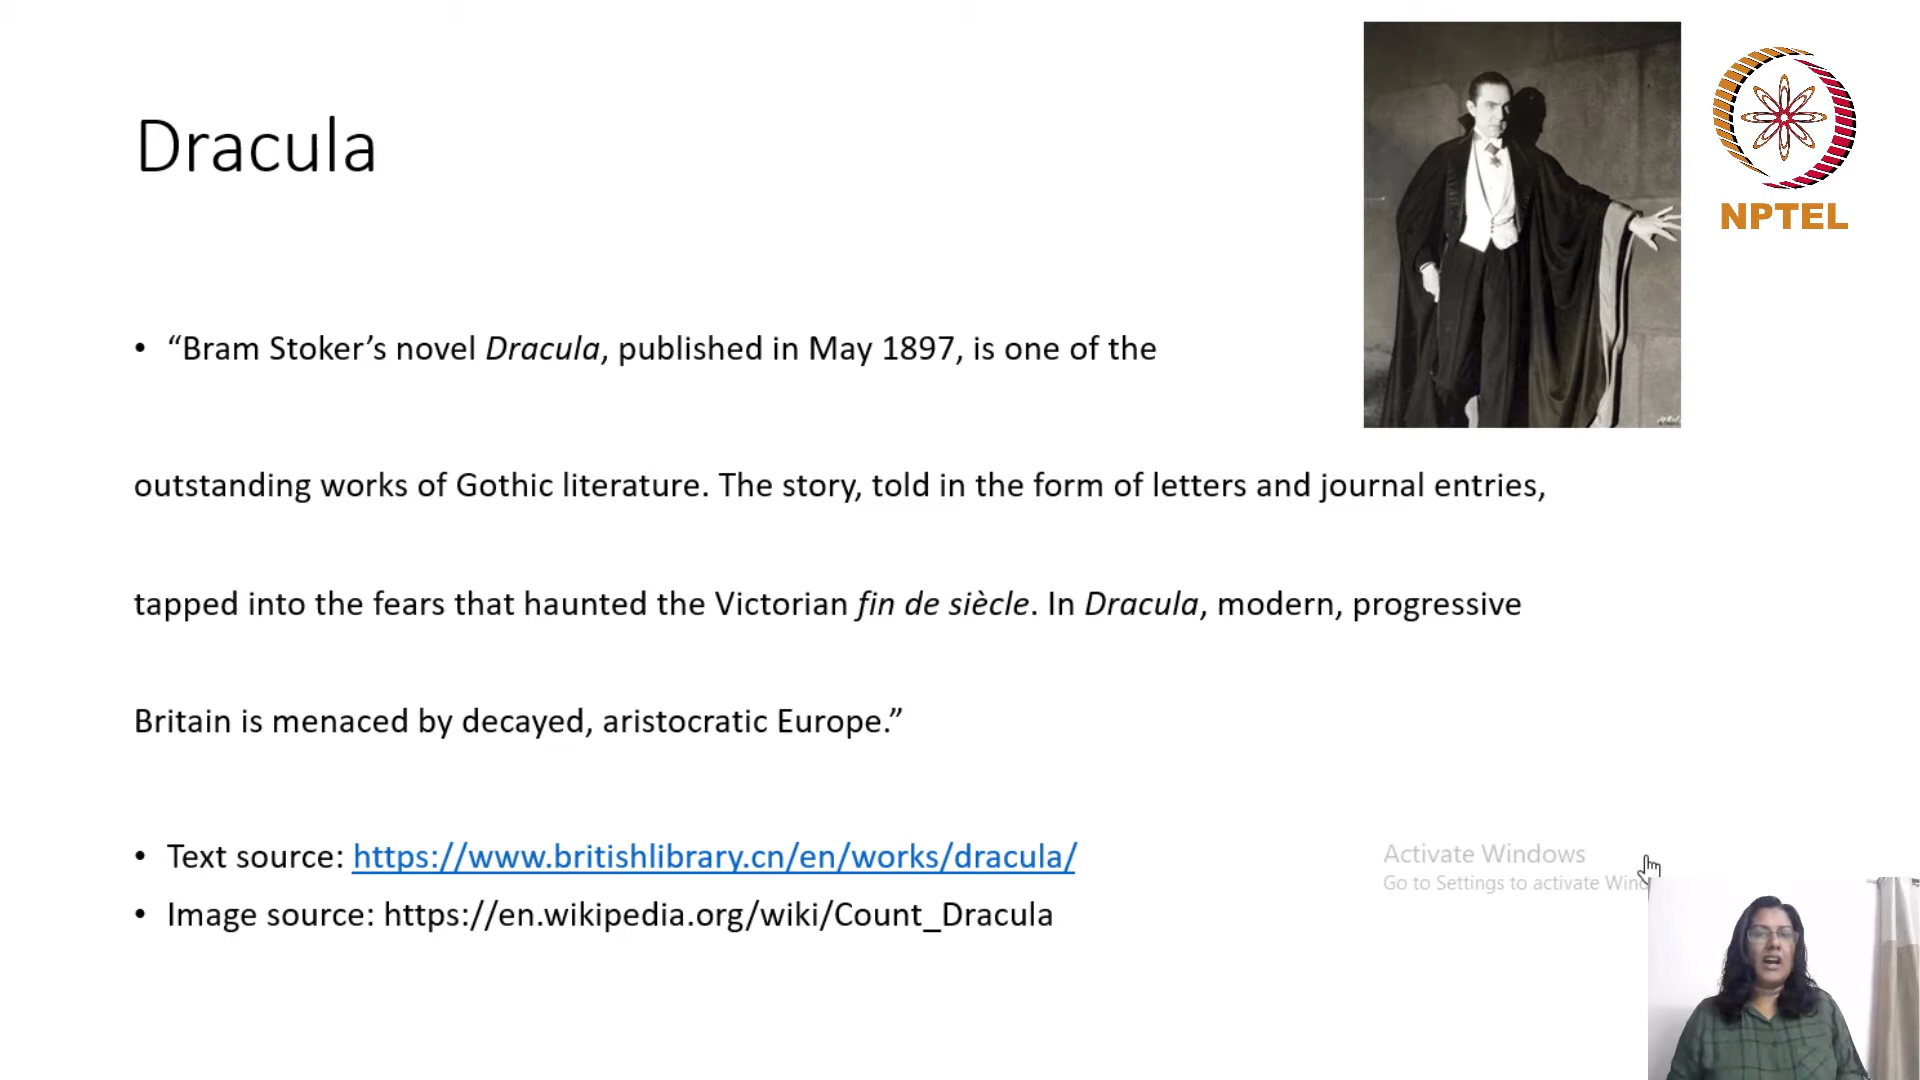 Dracula
NPTEL
• “Bram Stoker’s novel Dracula, published in May 1897, is one of the
outstanding works of Gothic literature. The story, told in the form of letters and journal entries,
tapped into the fears that haunted the Victorian fin de siècle. In Dracula, modern, progressive
Britain is menaced by decayed, aristocratic Europe.”
• Text source: https://www.britishlibrary.cn/en/works/dracula/
• Image source: https://en.wikipedia.org/wiki/Count_Dracula
Activate Windows
Go to Settings to activate Wind